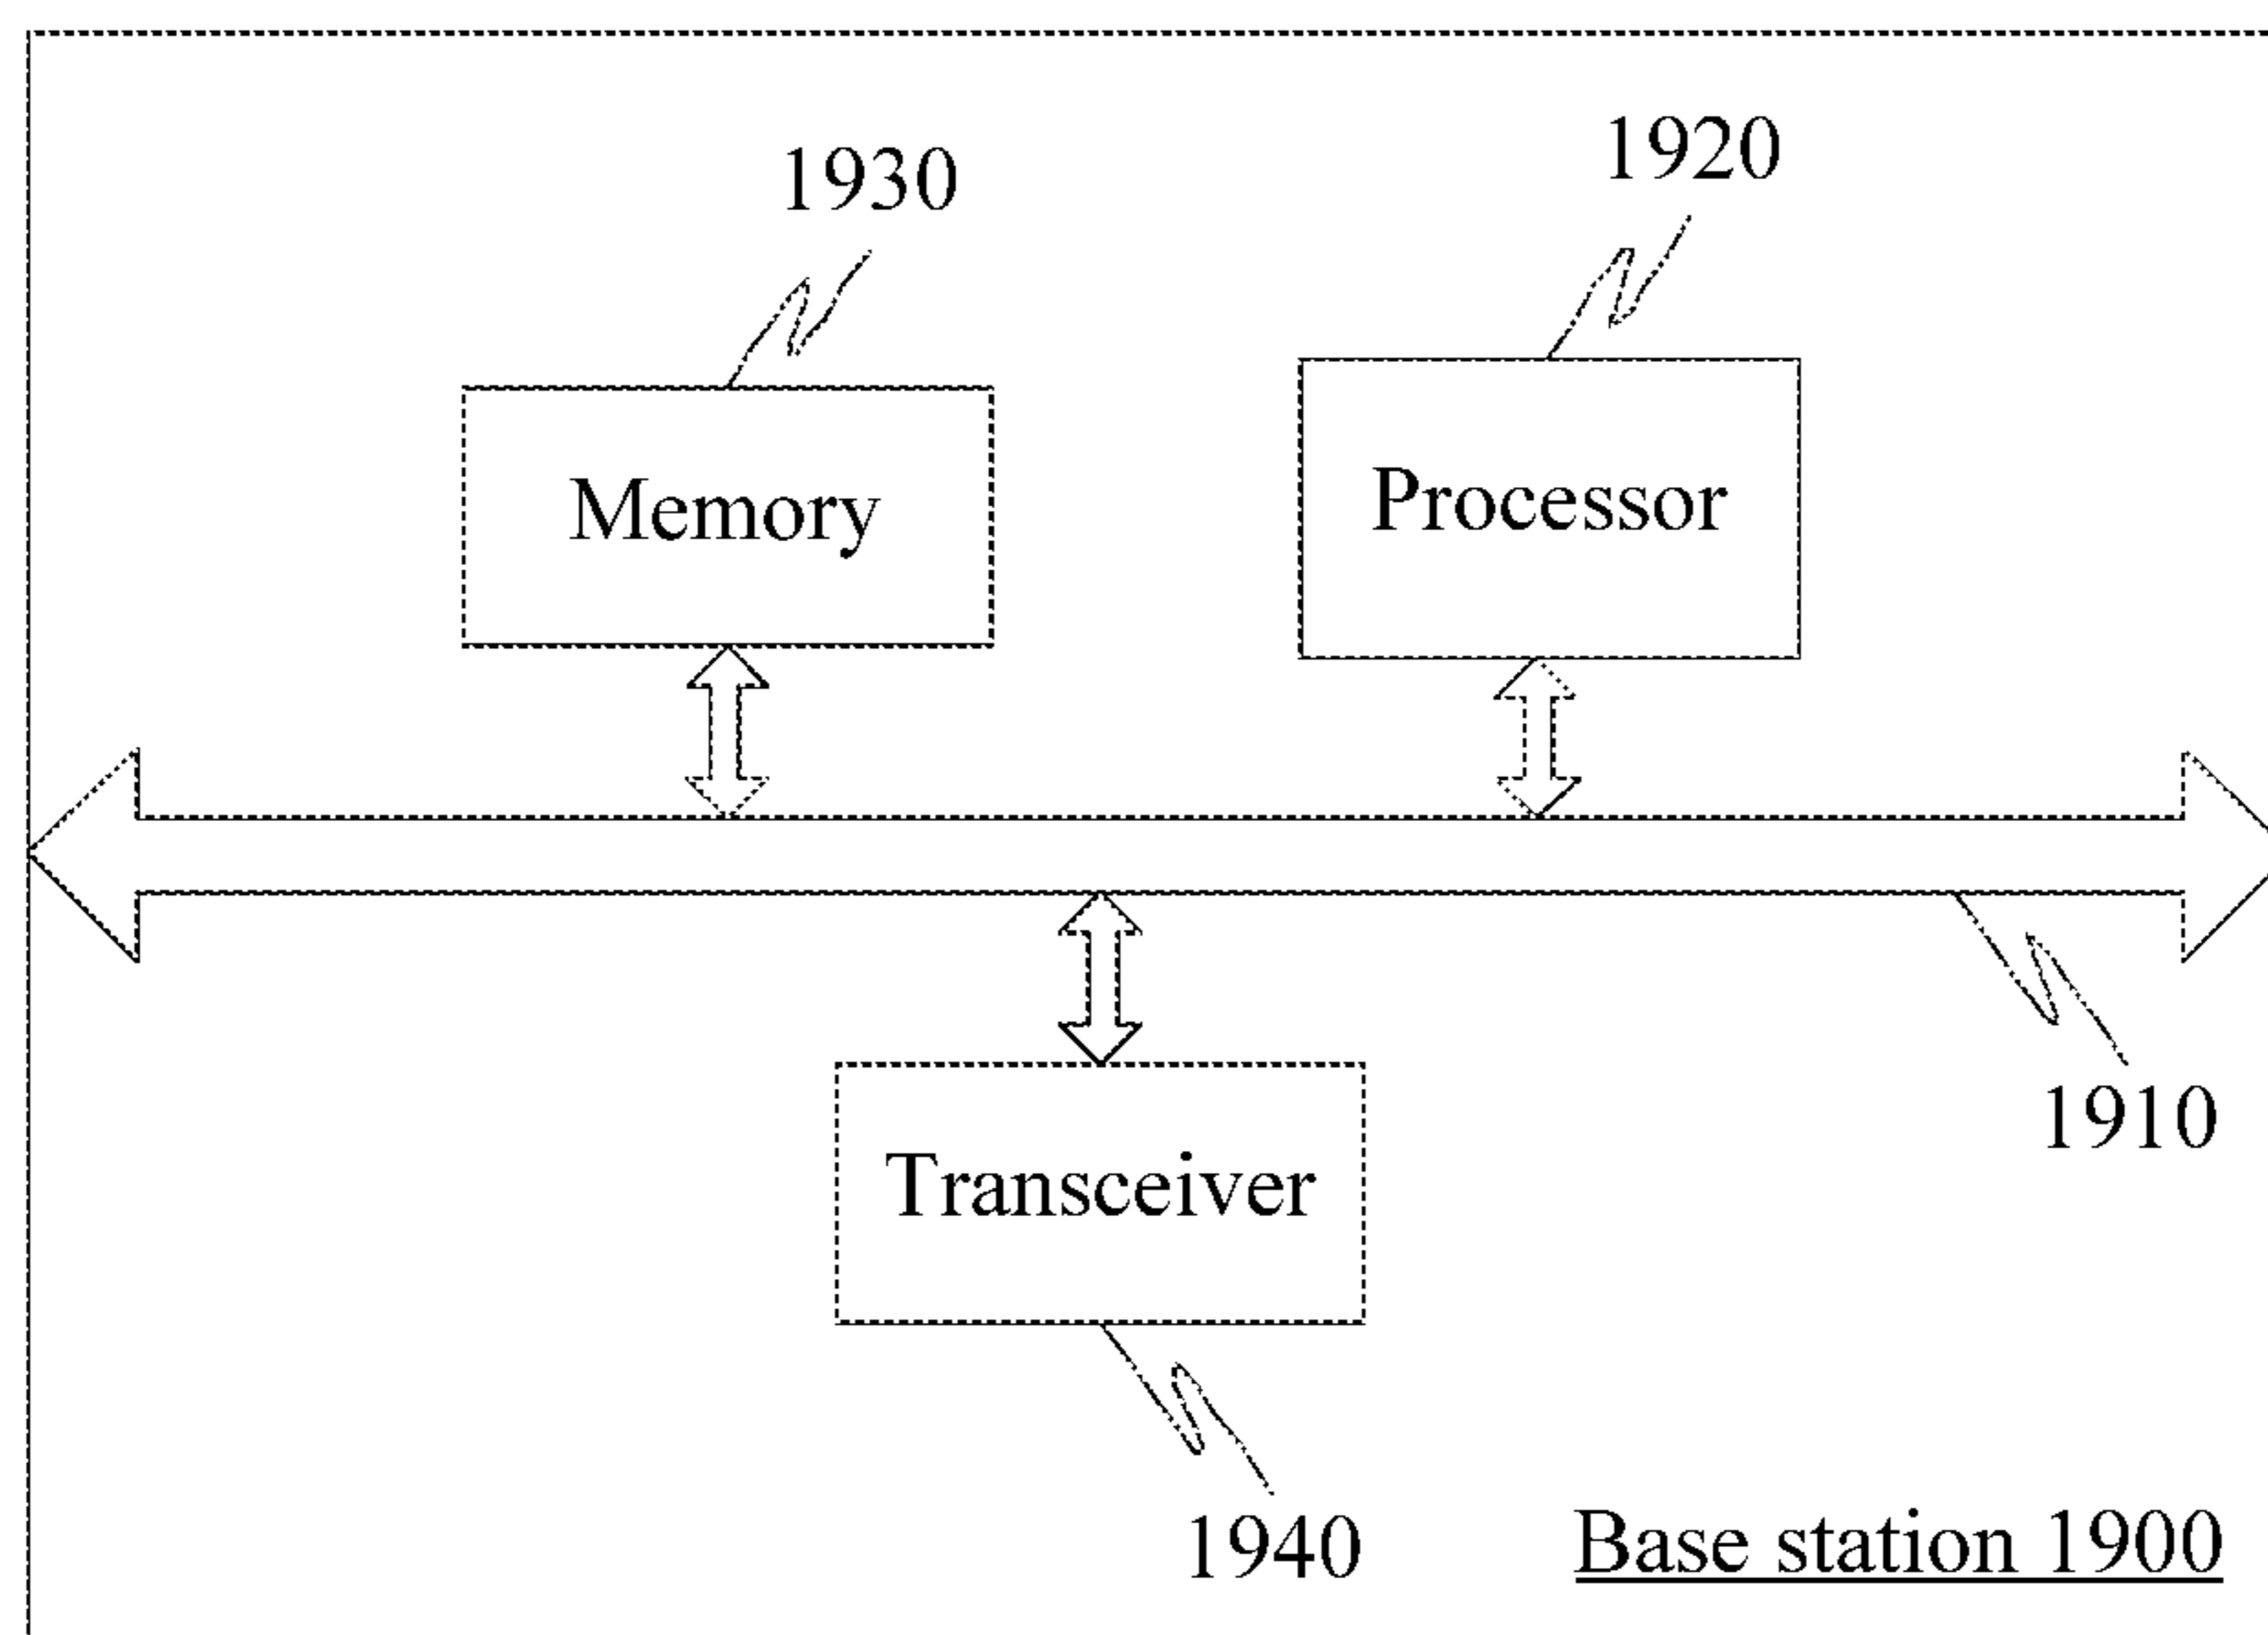 1930
1920
Memory
Processor
1910
Transceiver
1940
Base station 1900